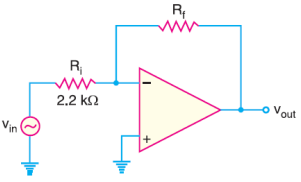 Rf
Ri
2.2 kΩ
−
vin
vout
+